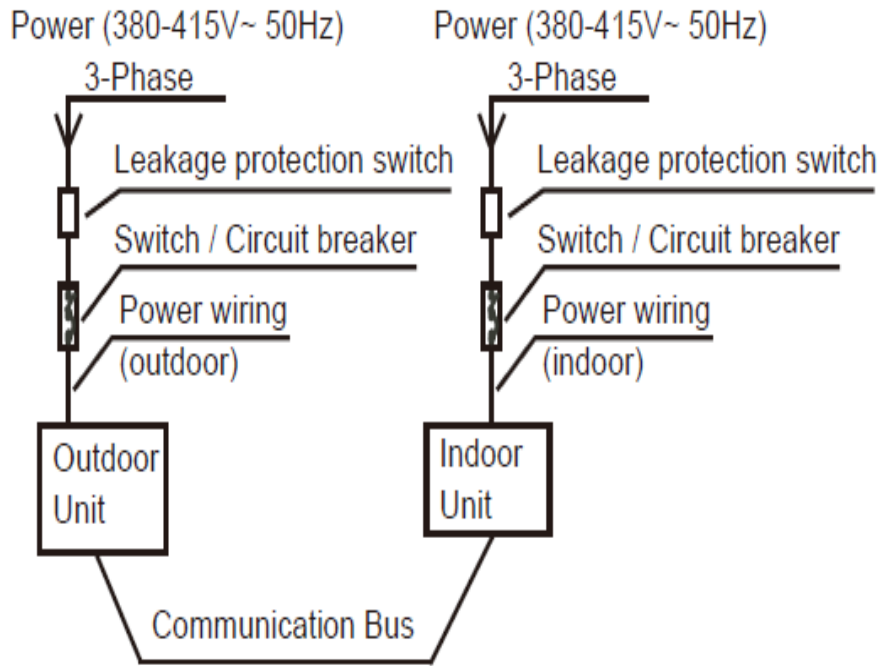 Power (380-415V~ 50Hz)
3-Phase
Leakage protection switch
Switch / Circuit breaker
Power wiring
(outdoor)
Outdoor
Unit
Power (380-415V~ 50Hz)
3-Phase
Leakage protection switch
Switch / Circuit breaker
Power wiring
(indoor)
Indoor
Unit
Communication Bus